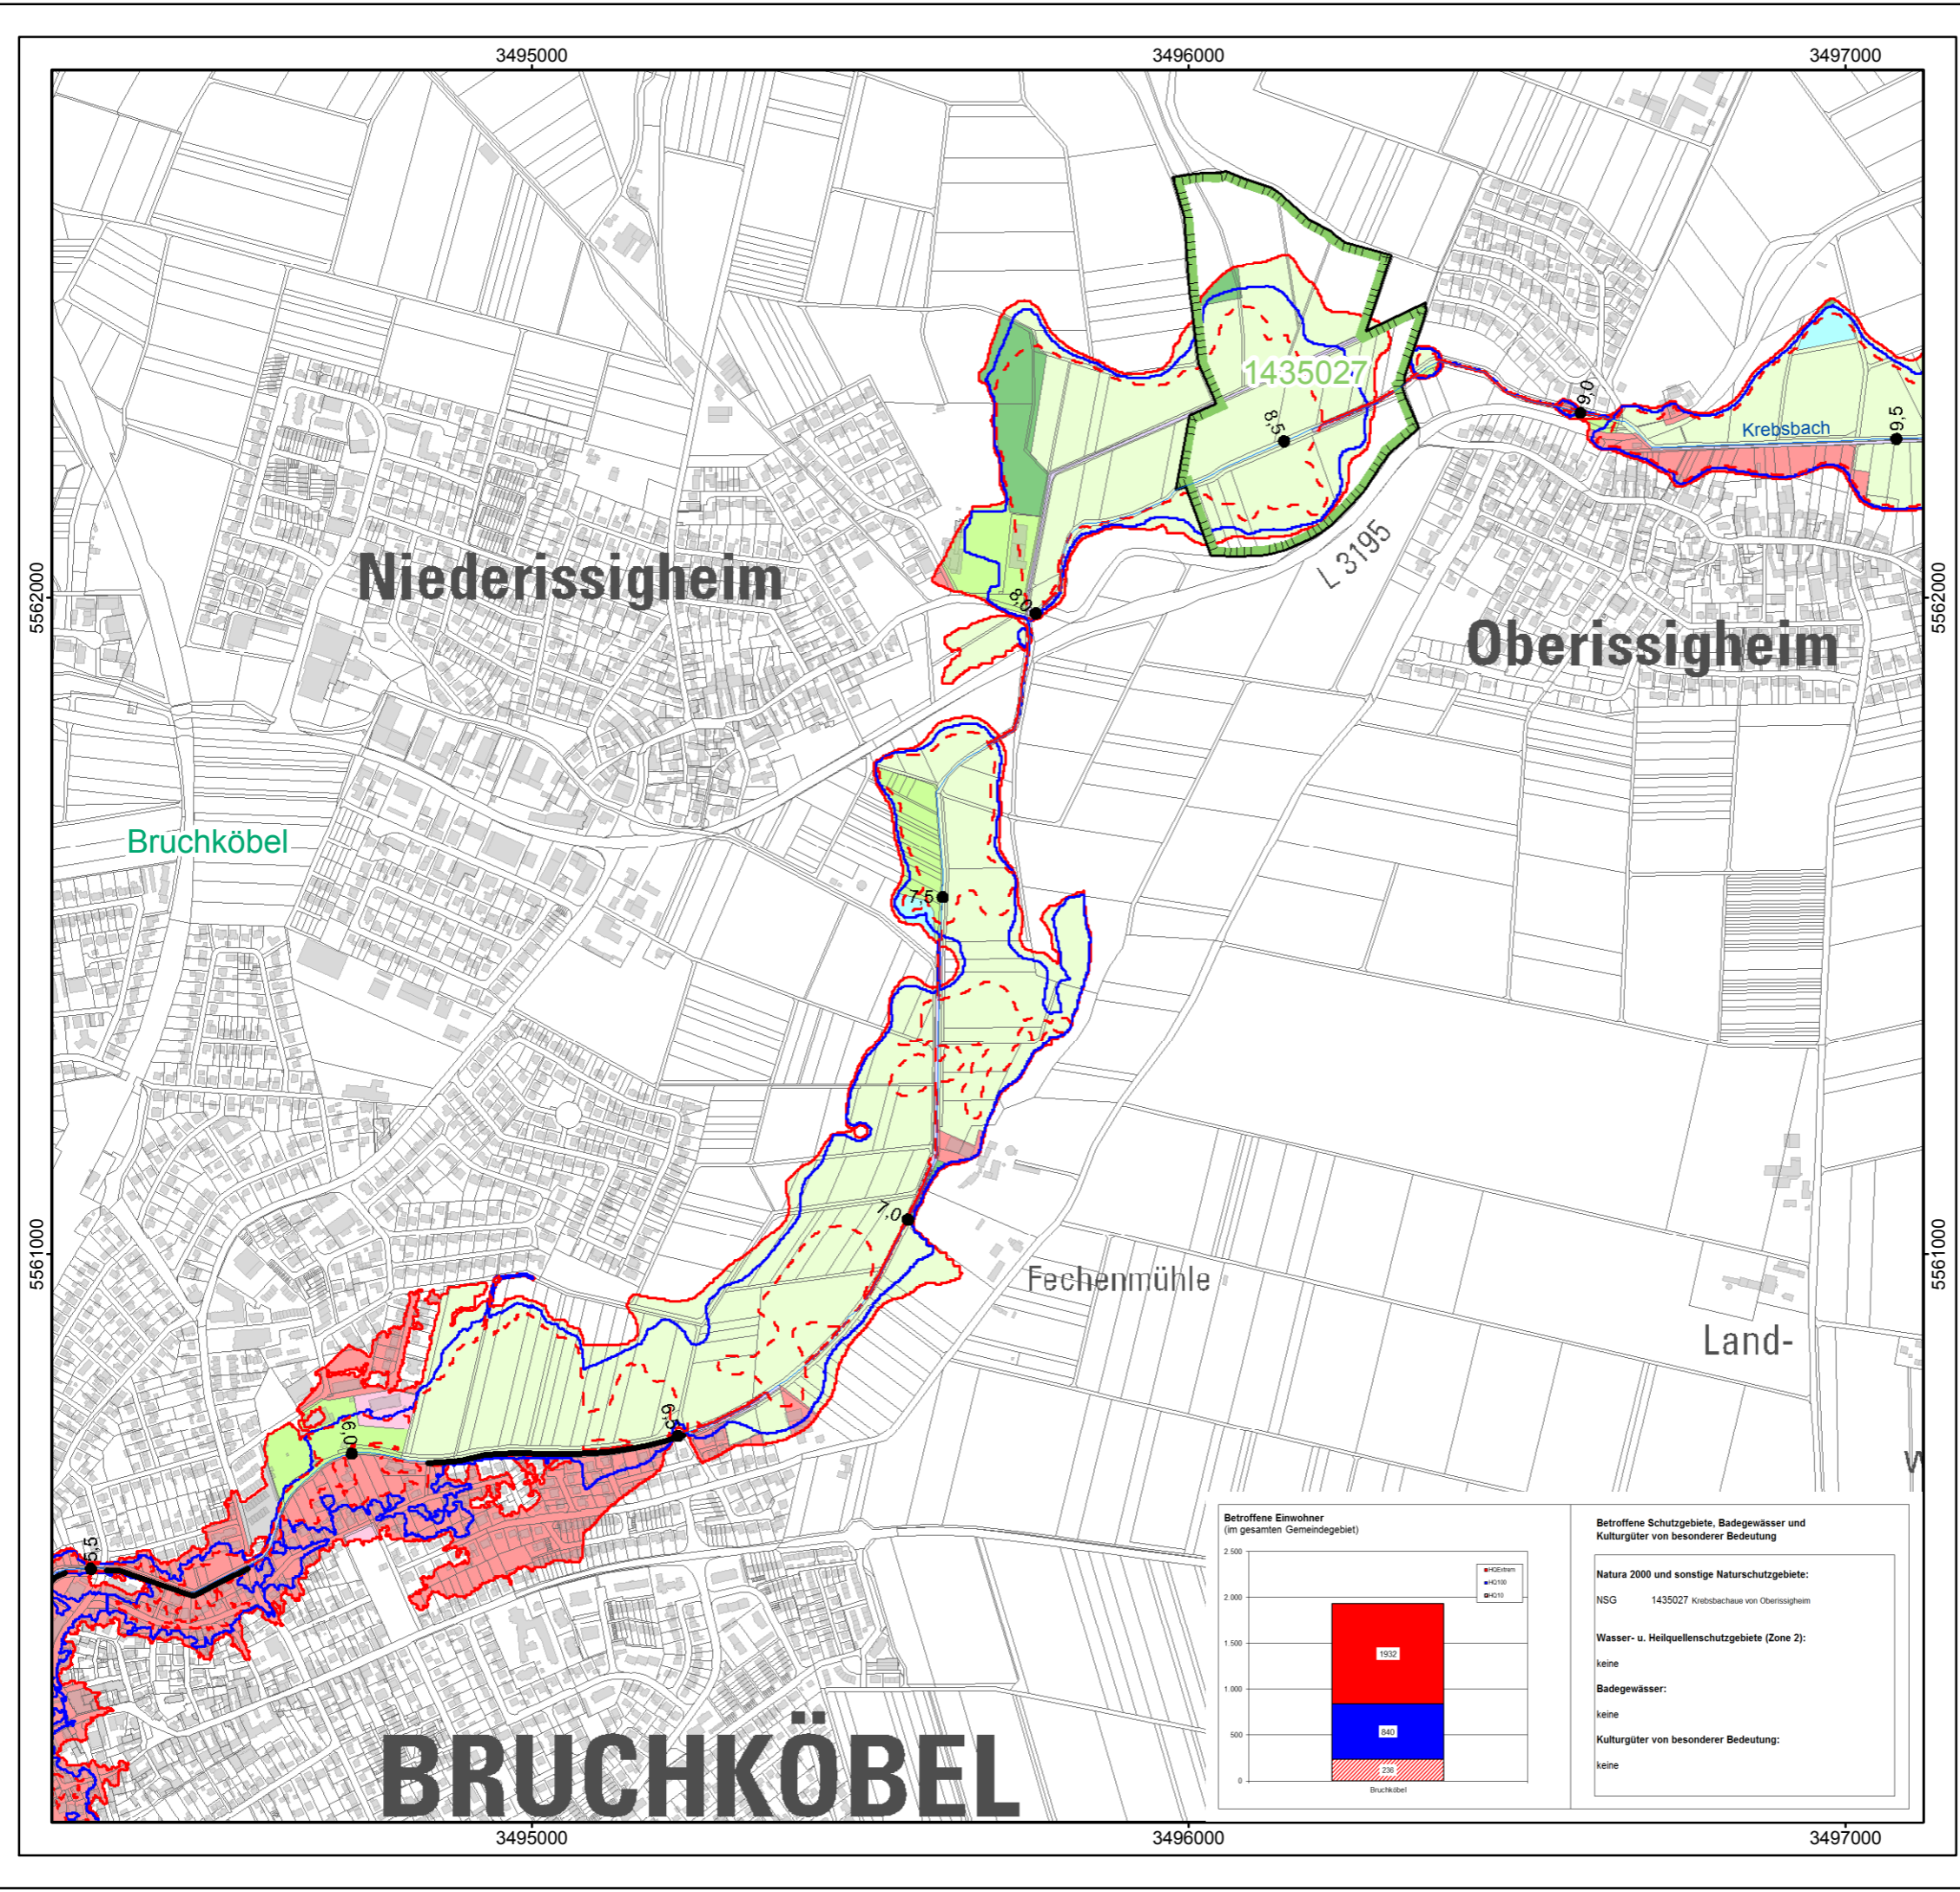 3495000
3496000
3497000
1435027
9,0
Krebsbach
9,5
8,5
L 3195
5562000
Niederissigheim
8,0
5562000
Oberissigheim
Bruchköbel
7,5
7,0
5561000
Fechenmühle
5561000
Land-
6,5
6,0
W
5,5
BRUCHKÖBEL
Betroffene Einwohner
(im gesamten Gemeindegebiet)
2.500
2.000
1.500
1.000
500
0
HQExtrem
HQ100
HQ10
1932
840
236
Bruchköbel
Betroffene Schutzgebiete, Badegewässer und
Kulturgüter von besonderer Bedeutung
Natura 2000 und sonstige Naturschutzgebiete:
NSG 1435027 Krebsbachaue von Oberissigheim
Wasser- u. Heilquellenschutzgebiete (Zone 2):
keine
Badegewässer:
keine
Kulturgüter von besonderer Bedeutung:
keine
3495000
3496000
3497000